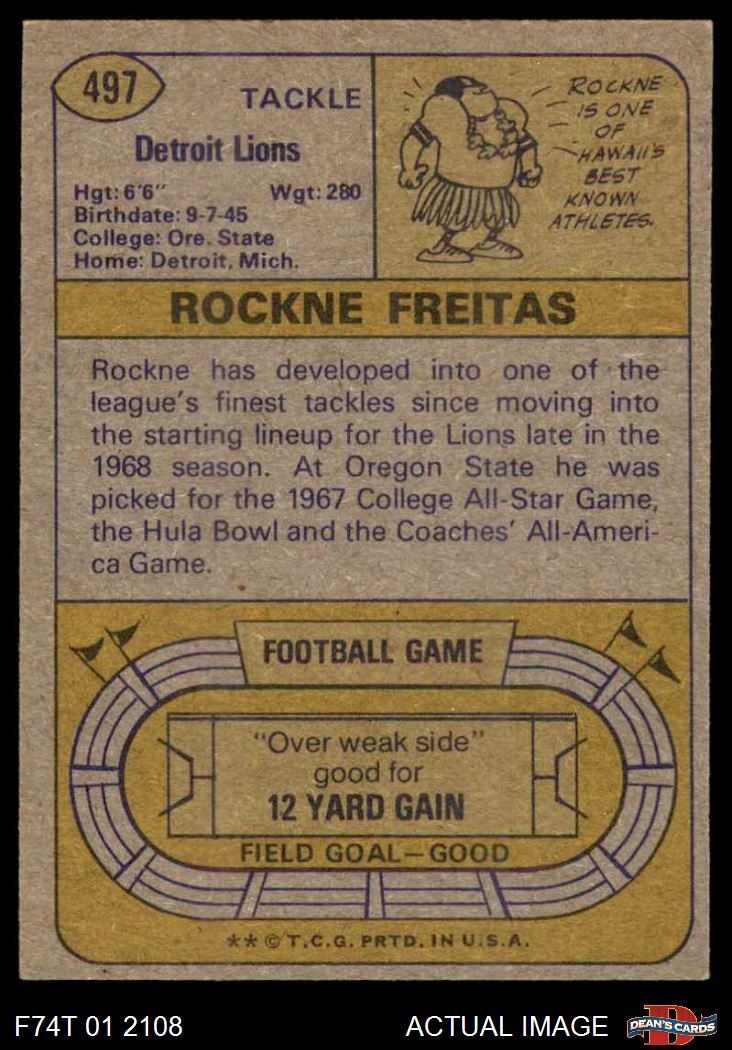 497
TACKLE
Detroit Lions
Hgt: 6'6" Wgt: 280
Birthdate: 9-7-45
College: Ore. State
Home: Detroit, Mich.
ROCKNE
IS ONE
OF
HAWAII'S
BEST
KNOWN
ATHLETES.
ROCKNE FREITAS
Rockne has developed into one of the
league's finest tackles since moving into
the starting lineup for the Lions late in the
1968 season. At Oregon State he was
picked for the 1967 College All-Star Game,
the Hula Bowl and the Coaches' All-Ameri-
ca Game.
FOOTBALL GAME
"Over weak side"
good for
12 YARD GAIN
FIELD GOAL—GOOD
** © T.C.G. PRTD. IN U.S.A.
F74T 01 2108
ACTUAL IMAGE
D
DEAN'S CARDS